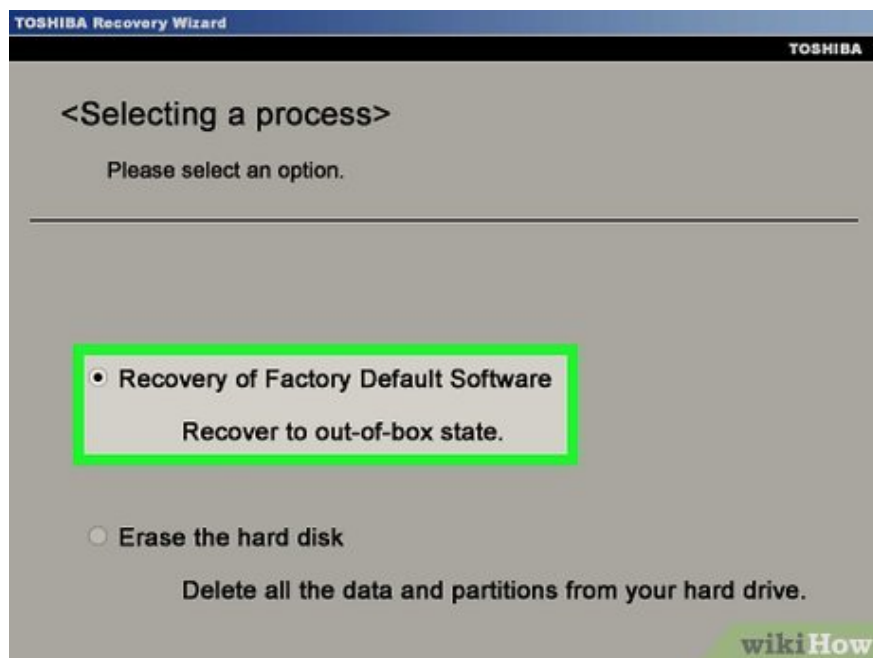 TOSHIBA Recovery Wizard
TOSHIBA
<Selecting a process>
Please select an option.
Recovery of Factory Default Software
Recover to out-of-box state.
Erase the hard disk
Delete all the data and partitions from your hard drive.
wikiHow